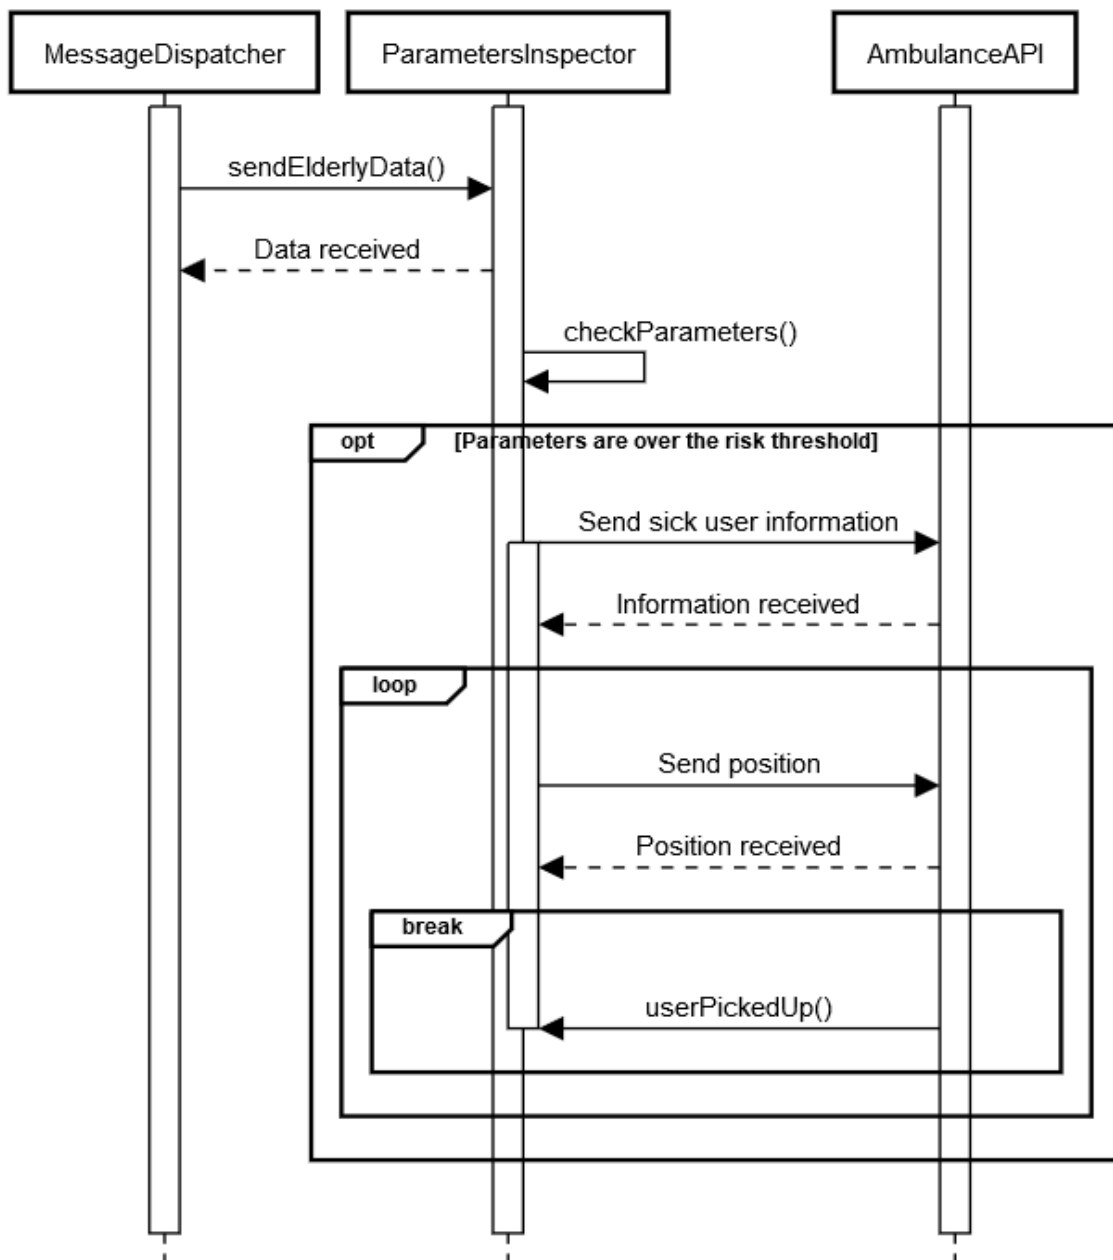 MessageDispatcher
ParametersInspector
AmbulanceAPI
sendElderlyData()
Data received
checkParameters()
opt
[Parameters are over the risk threshold]
Send sick user information
Information received
loop
Send position
Position received
break
userPickedUp()